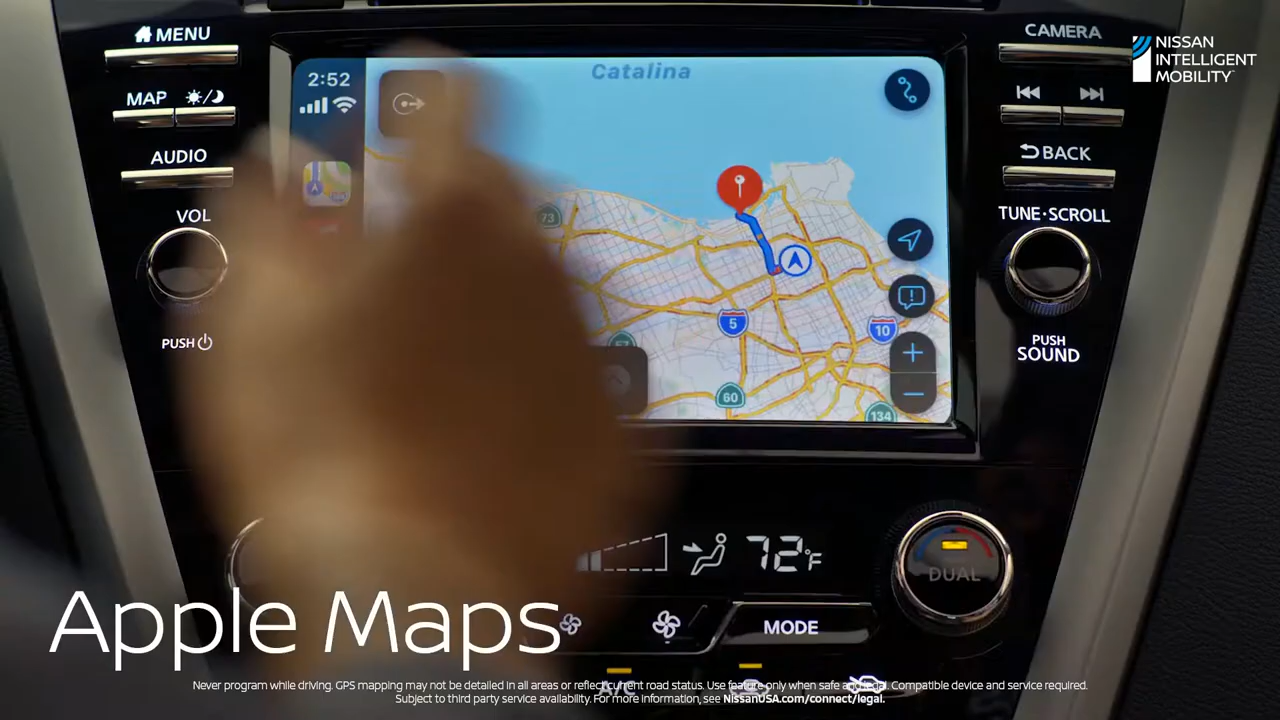 MENU
CAMERA
NISSAN
INTELLIGENT
MOBILITY
2:52
Catalina
MAP
AUDIO
BACK
VOL
TUNE·SCROLL
73
5
10
57
PUSH
PUSH
SOUND
60
134
72°F
DUAL
Apple Maps
MODE
A/C
Never program while driving. GPS mapping may not be detailed in all areas or reflect current road status. Use feature only when safe and legal. Compatible device and service required.
Subject to third party service availability. For more information, see NissanUSA.com/connect/legal.